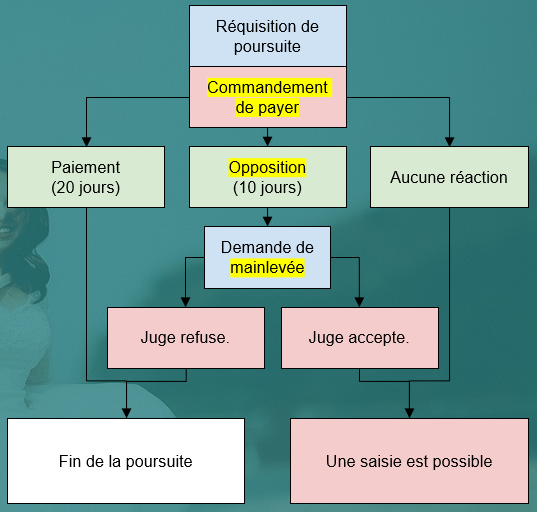 Réquisition de
poursuite
Commandement
de payer
Paiement
(20 jours)
Opposition
(10 jours)
Aucune réaction
Demande de
mainlevée
Juge refuse.
Juge accepte.
Fin de la poursuite
Une saisie est possible